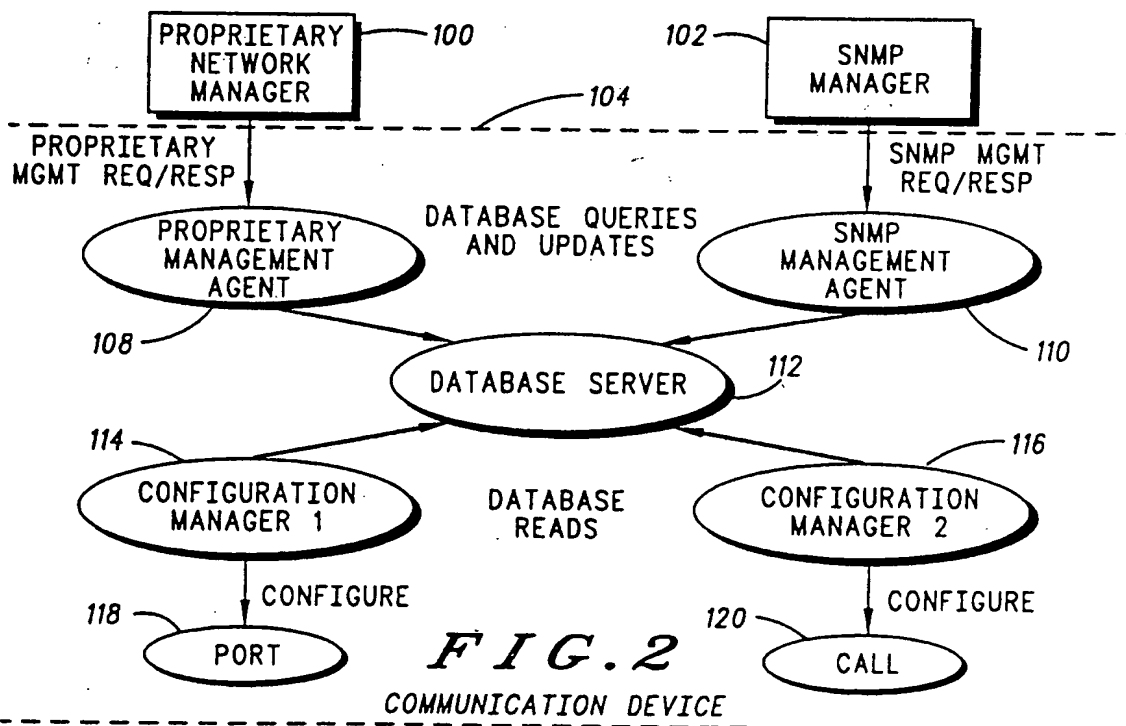 PROPRIETARY
NETWORK
MANAGER
100
102
SNMP
MANAGER
104
PROPRIETARY
MGMT REQ/RESP
SNMP MGMT
REQ/RESP
DATABASE QUERIES
AND UPDATES
PROPRIETARY
MANAGEMENT
AGENT
SNMP
MANAGEMENT
AGENT
108
110
DATABASE SERVER
112
114
116
CONFIGURATION
MANAGER 1
DATABASE
READS
CONFIGURATION
MANAGER 2
CONFIGURE
CONFIGURE
118
PORT
120
CALL
FIG.2
COMMUNICATION DEVICE